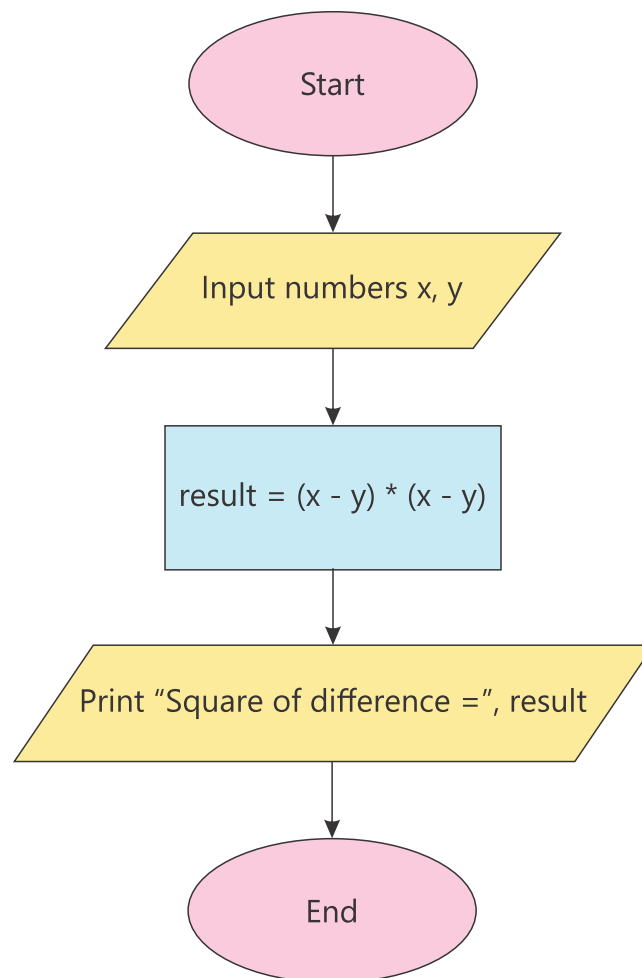 Start
Input numbers x, y
result = (x - y) * (x - y)
Print “Square of difference =”, result
End